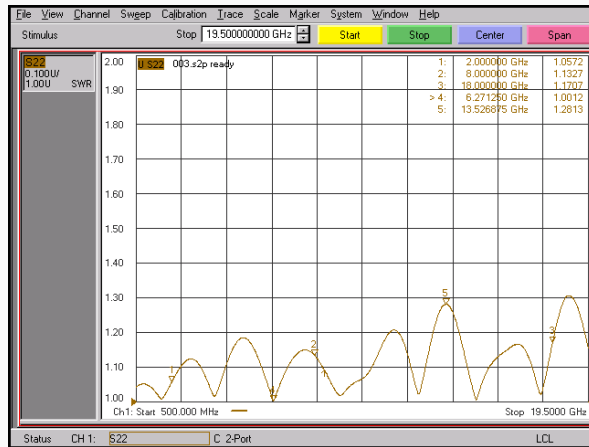 File View Channel Sweep Calibration Trace Scale Marker System Window Help
Stimulus Stop 19.500000000 GHz Start Stop Center Span
S22
0.100U/
1.00U SWR
U S22 003.s2p ready
1: 2.000000 GHz 1.0572
2: 8.000000 GHz 1.1327
3: 18.000000 GHz 1.1707
> 4: 6.271250 GHz 1.0012
5: 13.526875 GHz 1.2813
2.00
1.90
1.80
1.70
1.60
1.50
1.40
1.30
1.20
1.10
1.00
1
2
5
3
Ch1: Start 500.000 MHz
Stop 19.5000 GHz
Status CH 1: S22 C 2-Port LCL